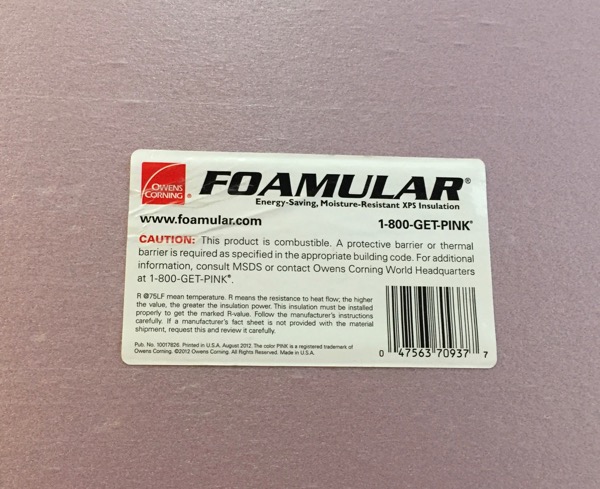 OWENS
CORNING®
FOAMULAR®
Energy-Saving, Moisture-Resistant XPS Insulation
www.foamular.com 1-800-GET-PINK®
CAUTION: This product is combustible. A protective barrier or thermal
barrier is required as specified in the appropriate building code. For additional
information, consult MSDS or contact Owens Corning World Headquarters
at 1-800-GET-PINK®.
R @75LF mean temperature. R means the resistance to heat flow; the higher
the value, the greater the insulation power. This insulation must be installed
properly to get the marked R-value. Follow the manufacturer's instructions
carefully. If a manufacturer's fact sheet is not provided with the material
shipment, request this and review it carefully.
Pub. No. 10017826. Printed in U.S.A. August 2012. The color PINK is a registered trademark of
Owens Corning. ©2012 Owens Corning. All Rights Reserved. Made in U.S.A.
0 47563 70937 7